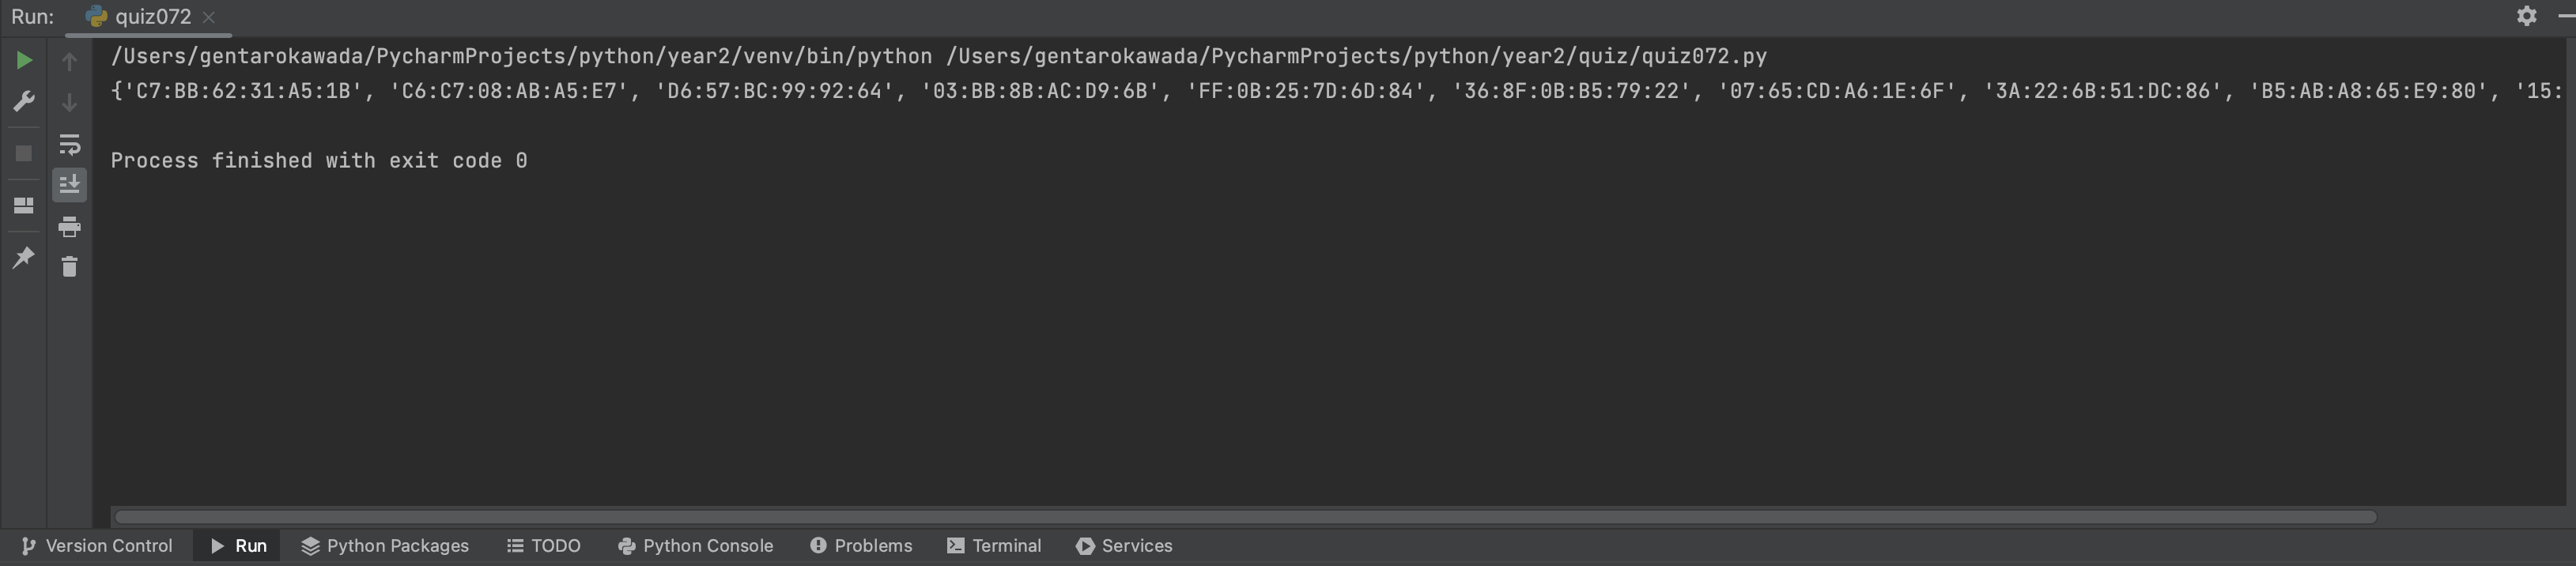 Run: quiz072
/Users/gentarokawada/PycharmProjects/python/year2/venv/bin/python /Users/gentarokawada/PycharmProjects/python/year2/quiz/quiz072.py
{'C7:BB:62:31:A5:1B', 'C6:C7:08:AB:A5:E7', 'D6:57:BC:99:92:64', '03:BB:8B:AC:D9:6B', 'FF:0B:25:7D:6D:84', '36:8F:0B:B5:79:22', '07:65:CD:A6:1E:6F', '3A:22:6B:51:DC:86', 'B5:AB:A8:65:E9:80', '15:
Process finished with exit code 0
Version Control Run Python Packages TODO Python Console Problems Terminal Services